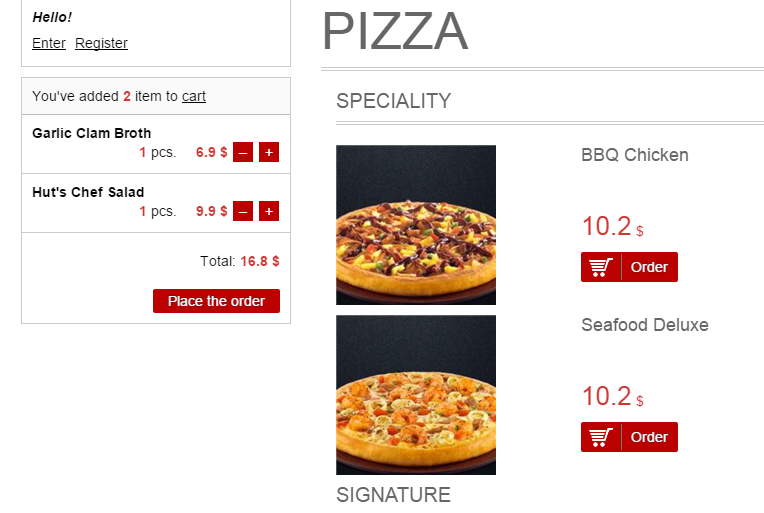 Hello!
Enter Register
You've added 2 item to cart
Garlic Clam Broth
1 pcs. 6.9 $ – +
Hut's Chef Salad
1 pcs. 9.9 $ – +
Total: 16.8 $
Place the order
PIZZA
SPECIALITY
BBQ Chicken
10.2 $
Order
Seafood Deluxe
10.2 $
Order
SIGNATURE